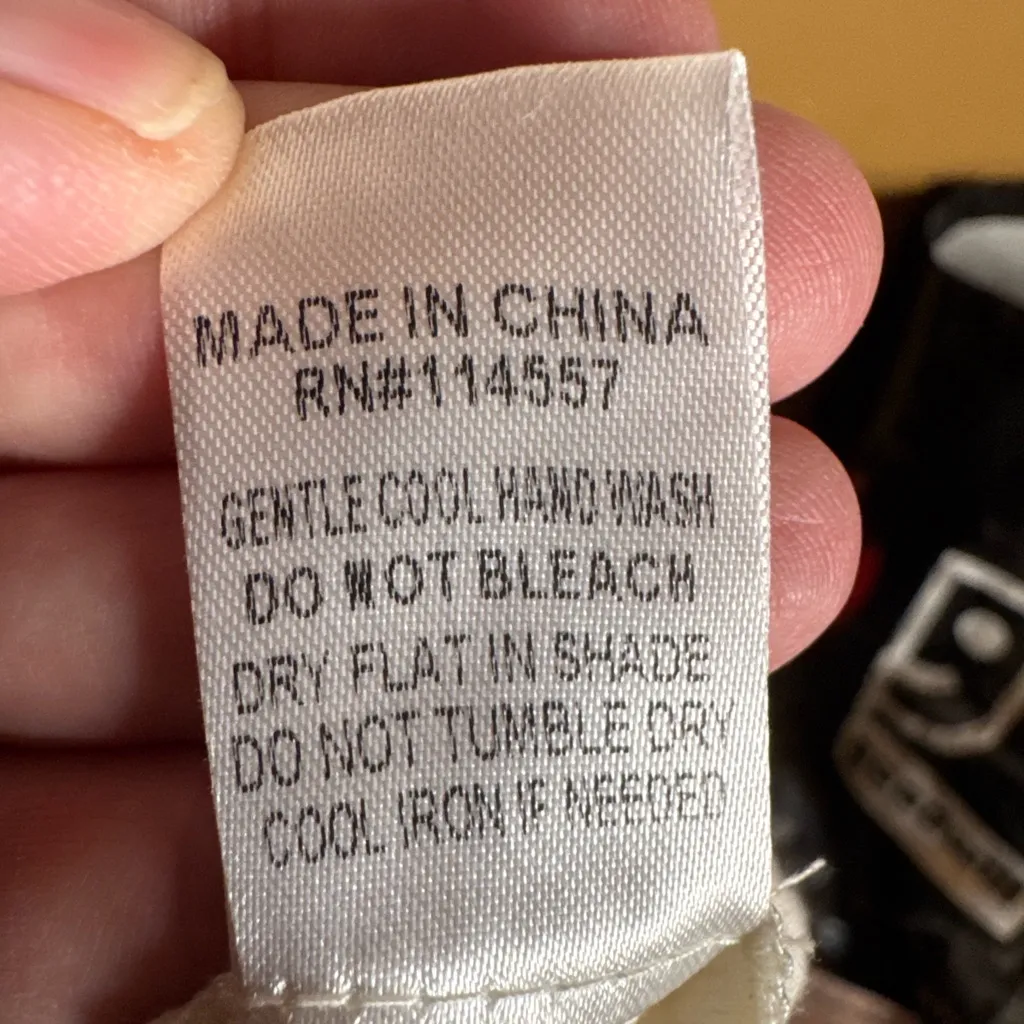 MADE IN CHINA
RN#114557
GENTLE COOL HAND WASH
DO NOT BLEACH
DRY FLAT IN SHADE
DO NOT TUMBLE DRY
COOL IRON IF NEEDED